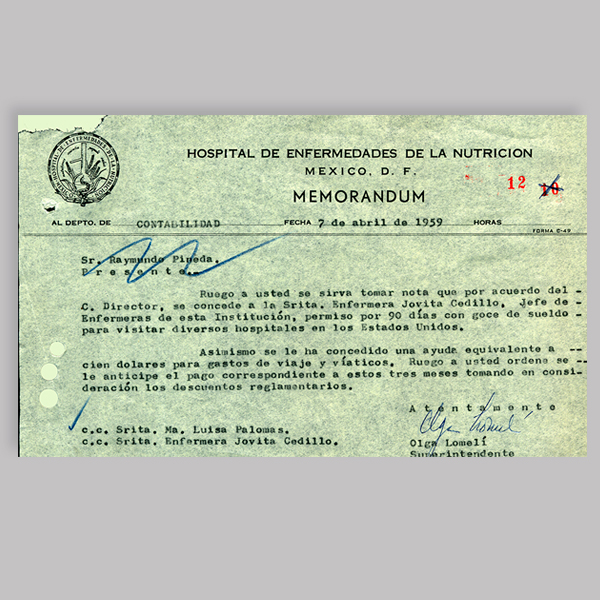 HOSPITAL DE ENFERMEDADES DE LA NUTRICION
MEXICO, D. F.
MEMORANDUM
12 10
AL DEPTO. DE CONTABILIDAD FECHA 7 de abril de 1959 HORAS
FORMA C-49
Sr. Raymundo Pineda.
P r e s e n t e.
Ruego a usted se sirva tomar nota que por acuerdo del -
C. Director, se concede a la Srita. Enfermera Jovita Cedillo, Jefe de -
Enfermeras de esta Institución, permiso por 90 días con goce de sueldo -
para visitar diversos hospitales en los Estados Unidos.
Asimismo se le ha concedido una ayuda equivalente a --
cien dolares para gastos de viaje y viaticos. Ruego a usted ordene se --
le anticipe el pago correspondiente a estos tres meses tomando en consi-
deración los descuentos reglamentarios.
A t e n t a m e n t e
Olga Lomelí
c.c. Srita. Ma. Luisa Palomas.
c.c. Srita. Enfermera Jovita Cedillo.
Olga Lomelí
Superintendente